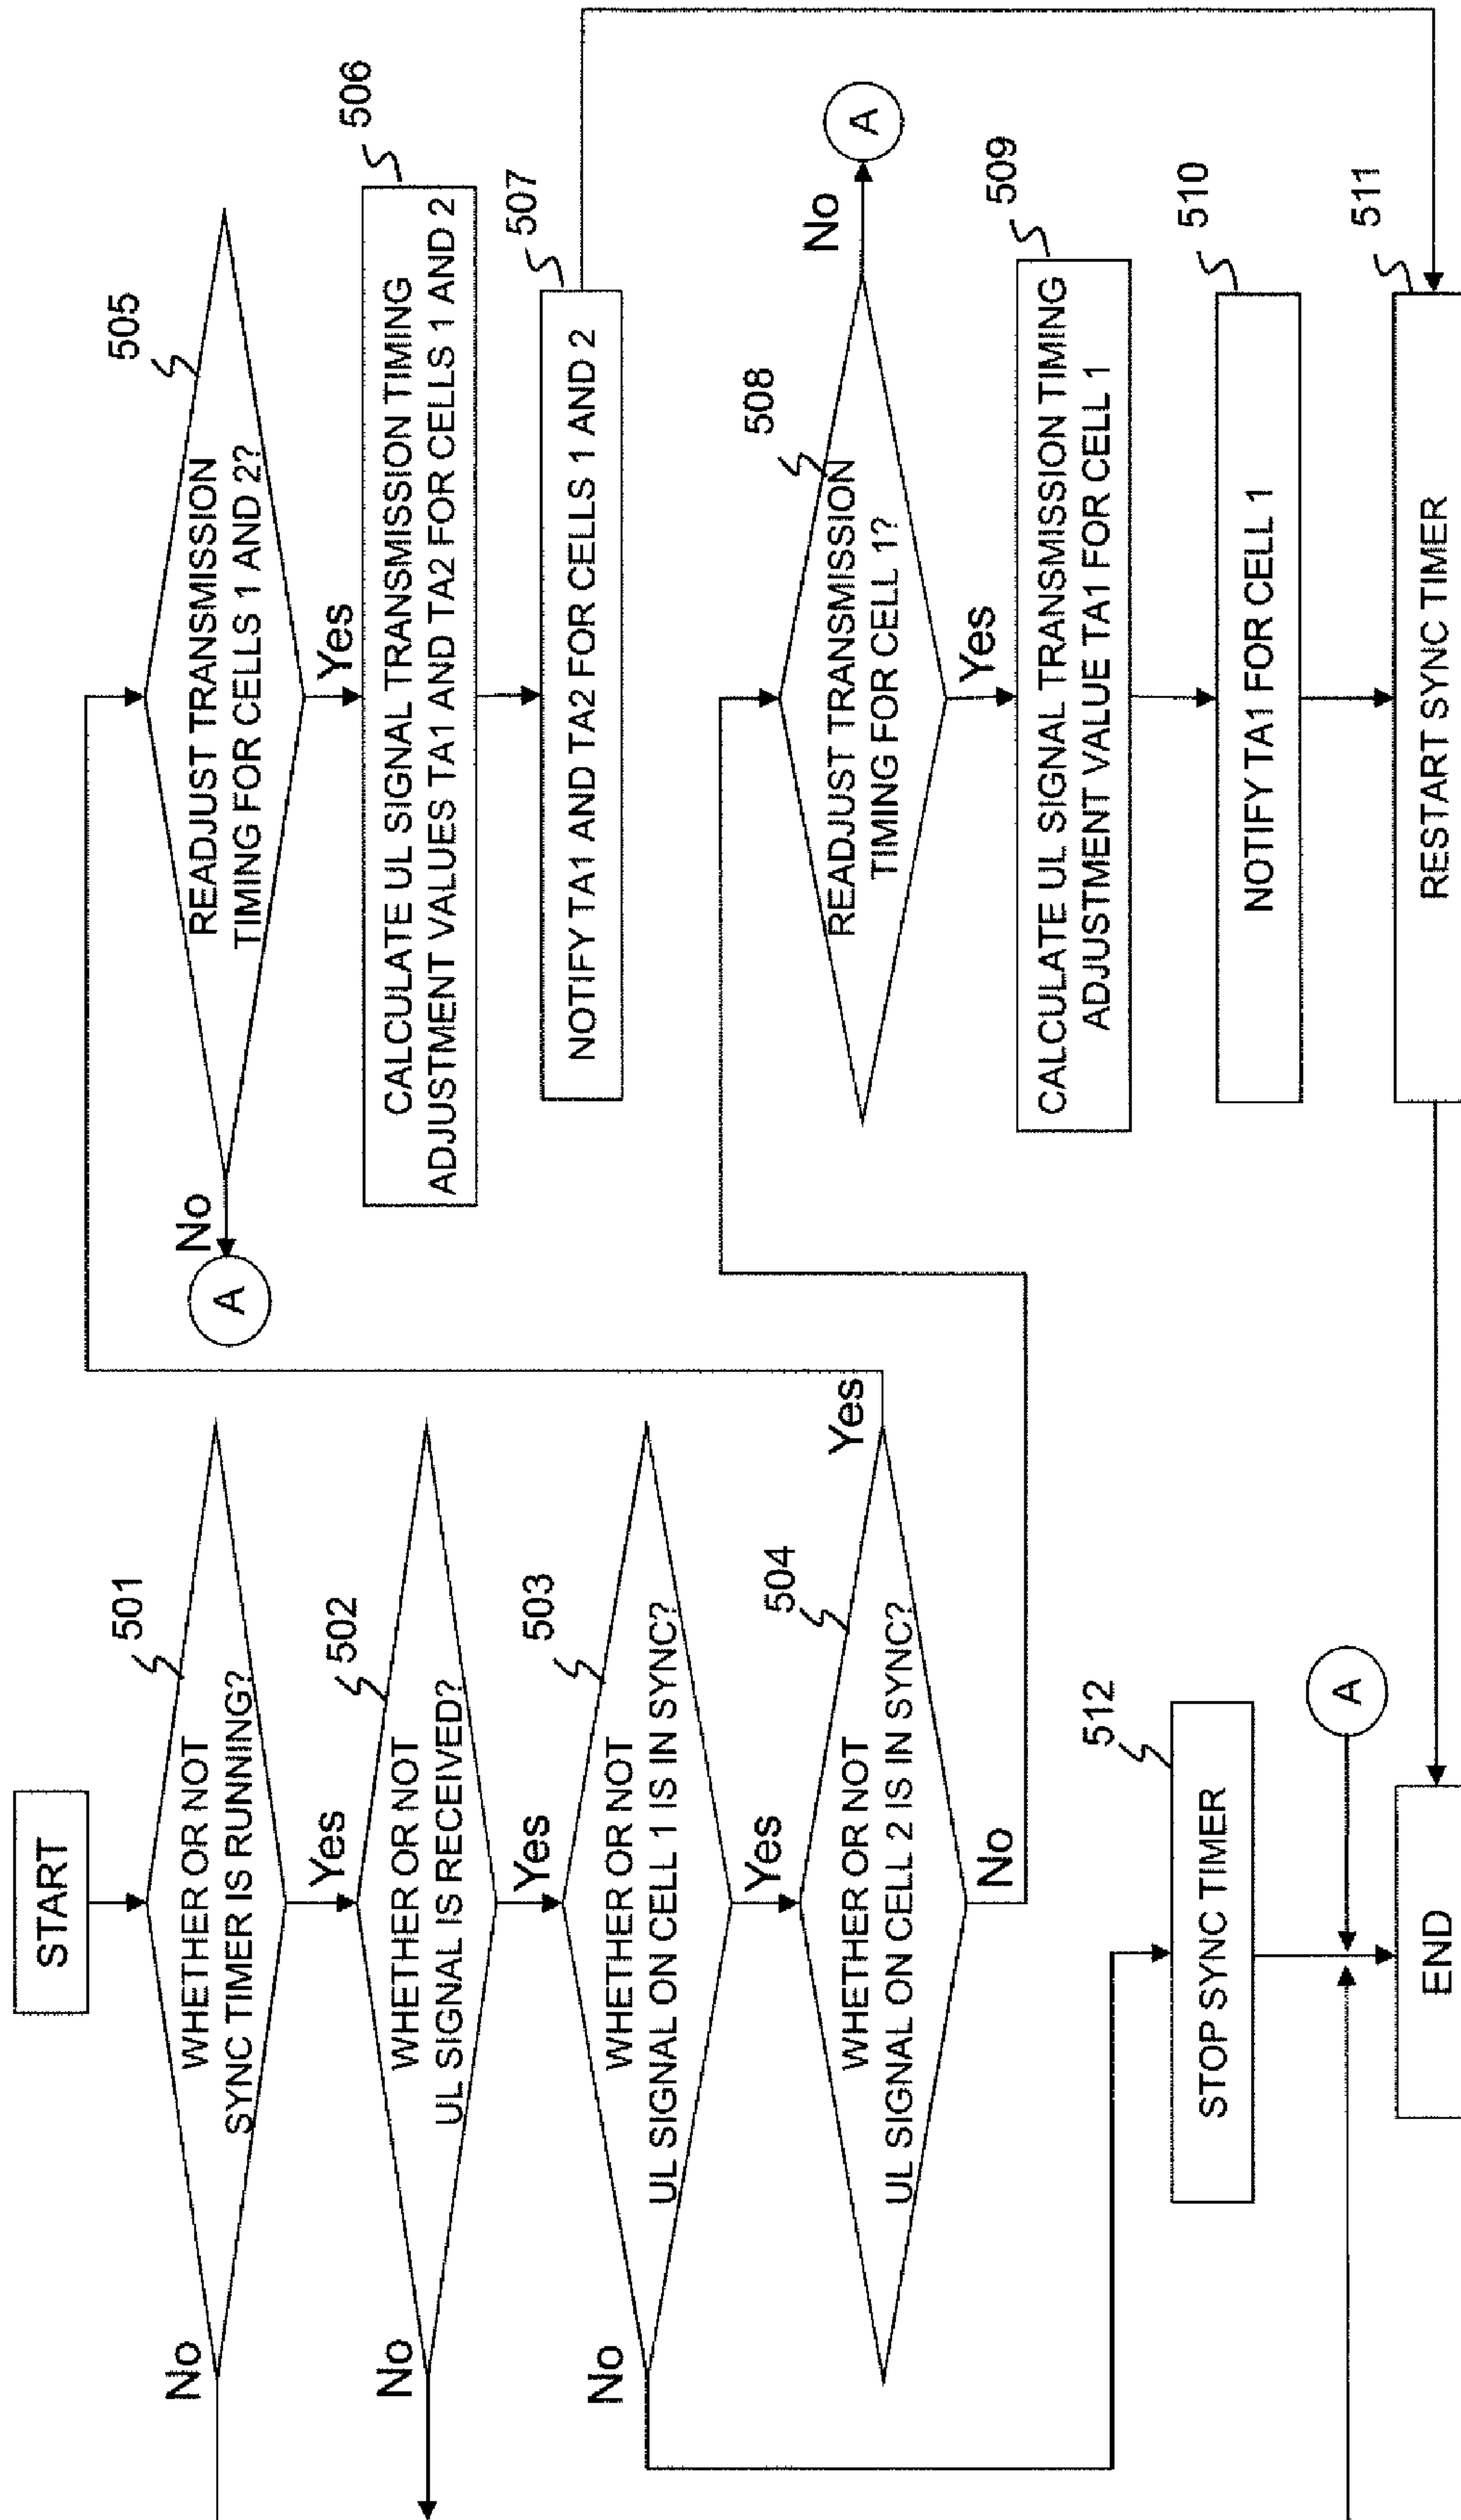 START
501
WHETHER OR NOT
SYNC TIMER IS RUNNING?
No
Yes
502
WHETHER OR NOT
UL SIGNAL IS RECEIVED?
No
Yes
503
WHETHER OR NOT
UL SIGNAL ON CELL 1 IS IN SYNC?
No
Yes
504
WHETHER OR NOT
UL SIGNAL ON CELL 2 IS IN SYNC?
Yes
No
512
STOP SYNC TIMER
A
END
505
READJUST TRANSMISSION
TIMING FOR CELLS 1 AND 2?
No
A
Yes
506
CALCULATE UL SIGNAL TRANSMISSION TIMING
ADJUSTMENT VALUES TA1 AND TA2 FOR CELLS 1 AND 2
507
NOTIFY TA1 AND TA2 FOR CELLS 1 AND 2
508
READJUST TRANSMISSION
TIMING FOR CELL 1?
No
A
Yes
509
CALCULATE UL SIGNAL TRANSMISSION TIMING
ADJUSTMENT VALUE TA1 FOR CELL 1
510
NOTIFY TA1 FOR CELL 1
511
RESTART SYNC TIMER